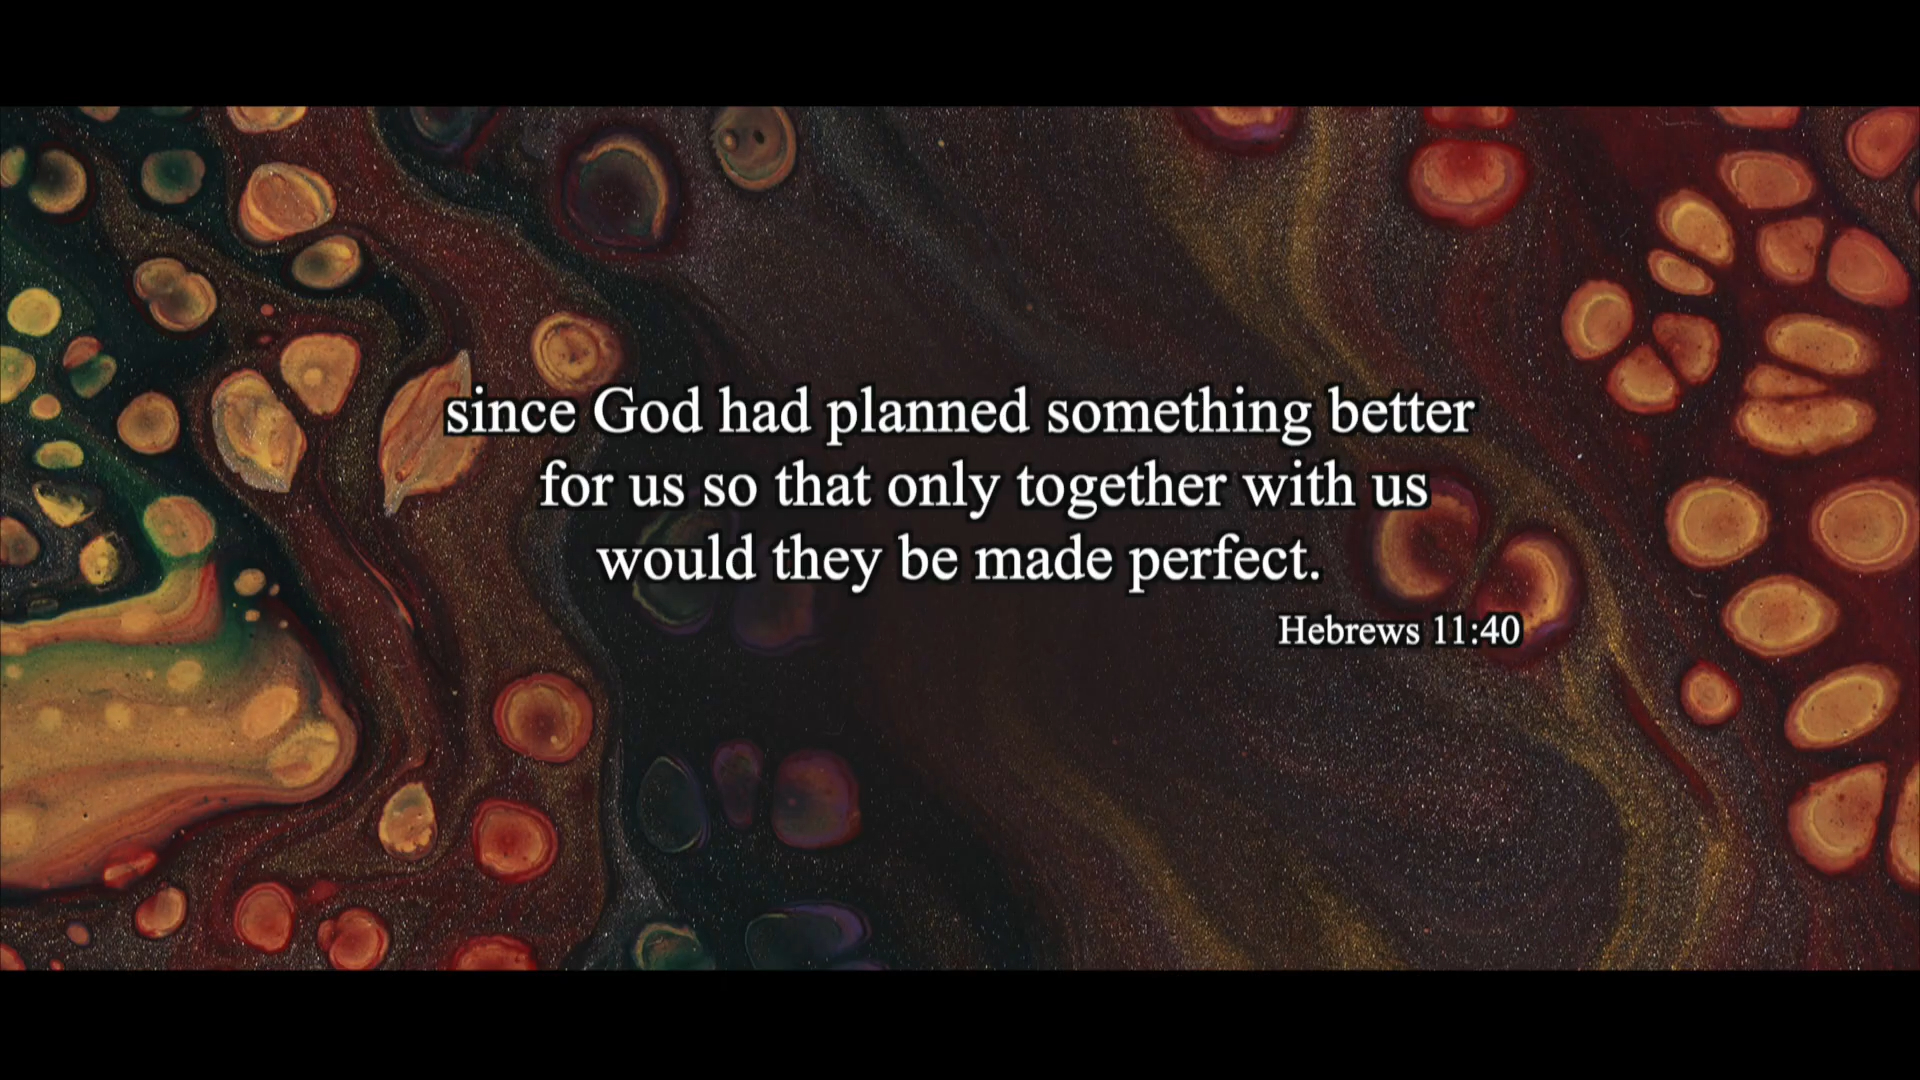 since God had planned something better
for us so that only together with us
would they be made perfect.
Hebrews 11:40